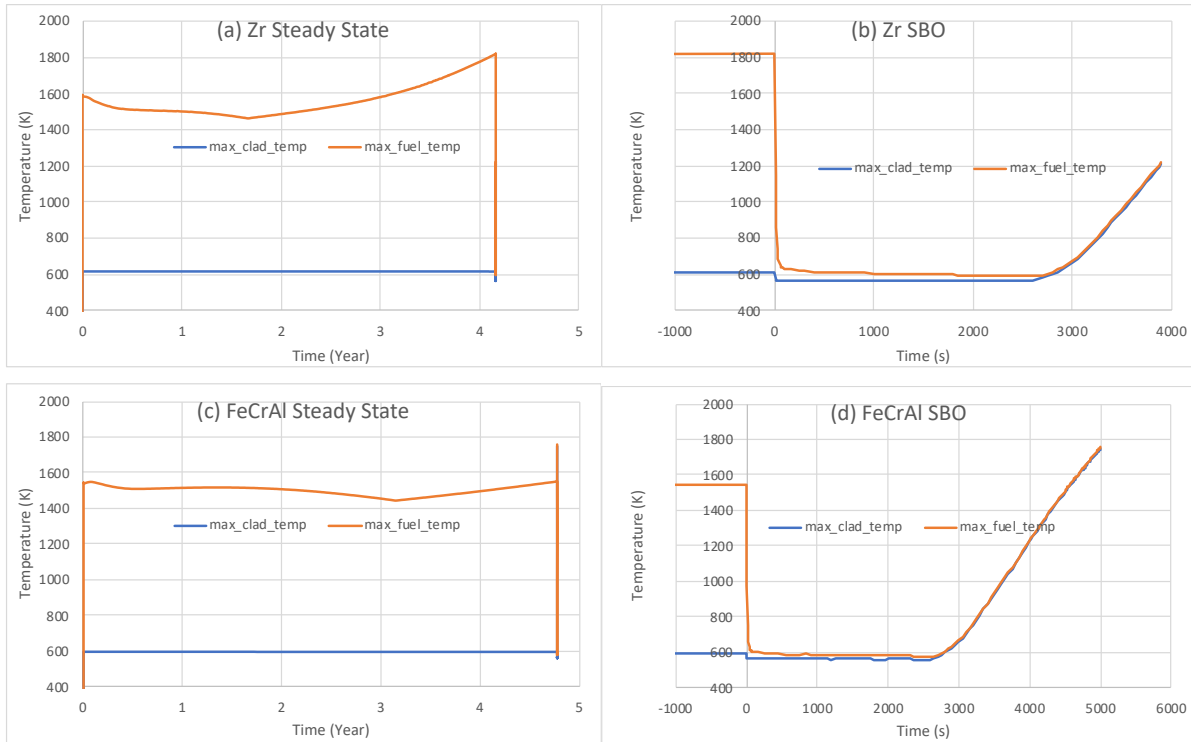 (a) Zr Steady State
Temperature (K)
2000
1800
1600
1400
1200
1000
800
600
400
max_clad_temp
max_fuel_temp
0 1 2 3 4 5
Time (Year)
(b) Zr SBO
Temperature (K)
2000
1800
1600
1400
1200
1000
800
600
400
max_clad_temp
max_fuel_temp
-1000 0 1000 2000 3000 4000
Time (s)
(c) FeCrAl Steady State
Temperature (K)
2000
1800
1600
1400
1200
1000
800
600
400
max_clad_temp
max_fuel_temp
0 1 2 3 4 5
Time (Year)
(d) FeCrAl SBO
Temperature (K)
2000
1800
1600
1400
1200
1000
800
600
400
max_clad_temp
max_fuel_temp
-1000 0 1000 2000 3000 4000 5000 6000
Time (s)